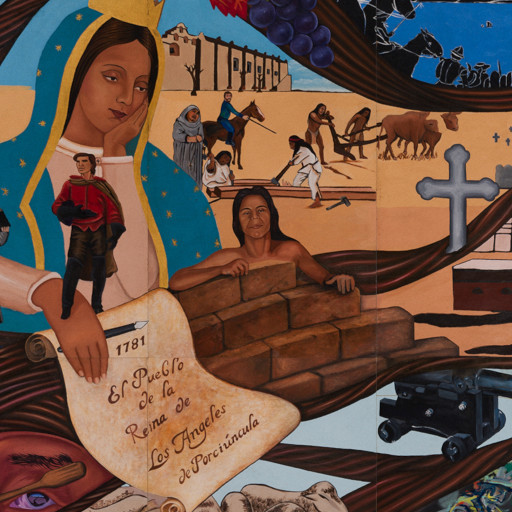 1781
El Pueblo
de la
Reina de
Los Angeles
de Porciúncula